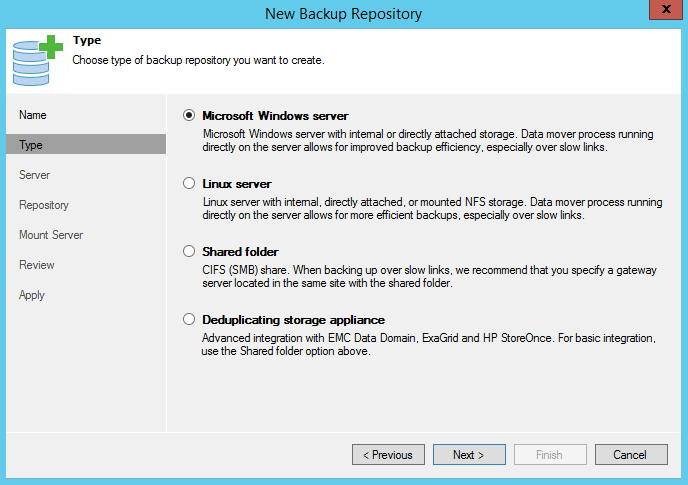 New Backup Repository
x
Type
Choose type of backup repository you want to create.
Name
Type
Server
Repository
Mount Server
Review
Apply
Microsoft Windows server
Microsoft Windows server with internal or directly attached storage. Data mover process running
directly on the server allows for improved backup efficiency, especially over slow links.
Linux server
Linux server with internal, directly attached, or mounted NFS storage. Data mover process running
directly on the server allows for more efficient backups, especially over slow links.
Shared folder
CIFS (SMB) share. When backing up over slow links, we recommend that you specify a gateway
server located in the same site with the shared folder.
Deduplicating storage appliance
Advanced integration with EMC Data Domain, ExaGrid and HP StoreOnce. For basic integration,
use the Shared folder option above.
< Previous
Next >
Finish
Cancel